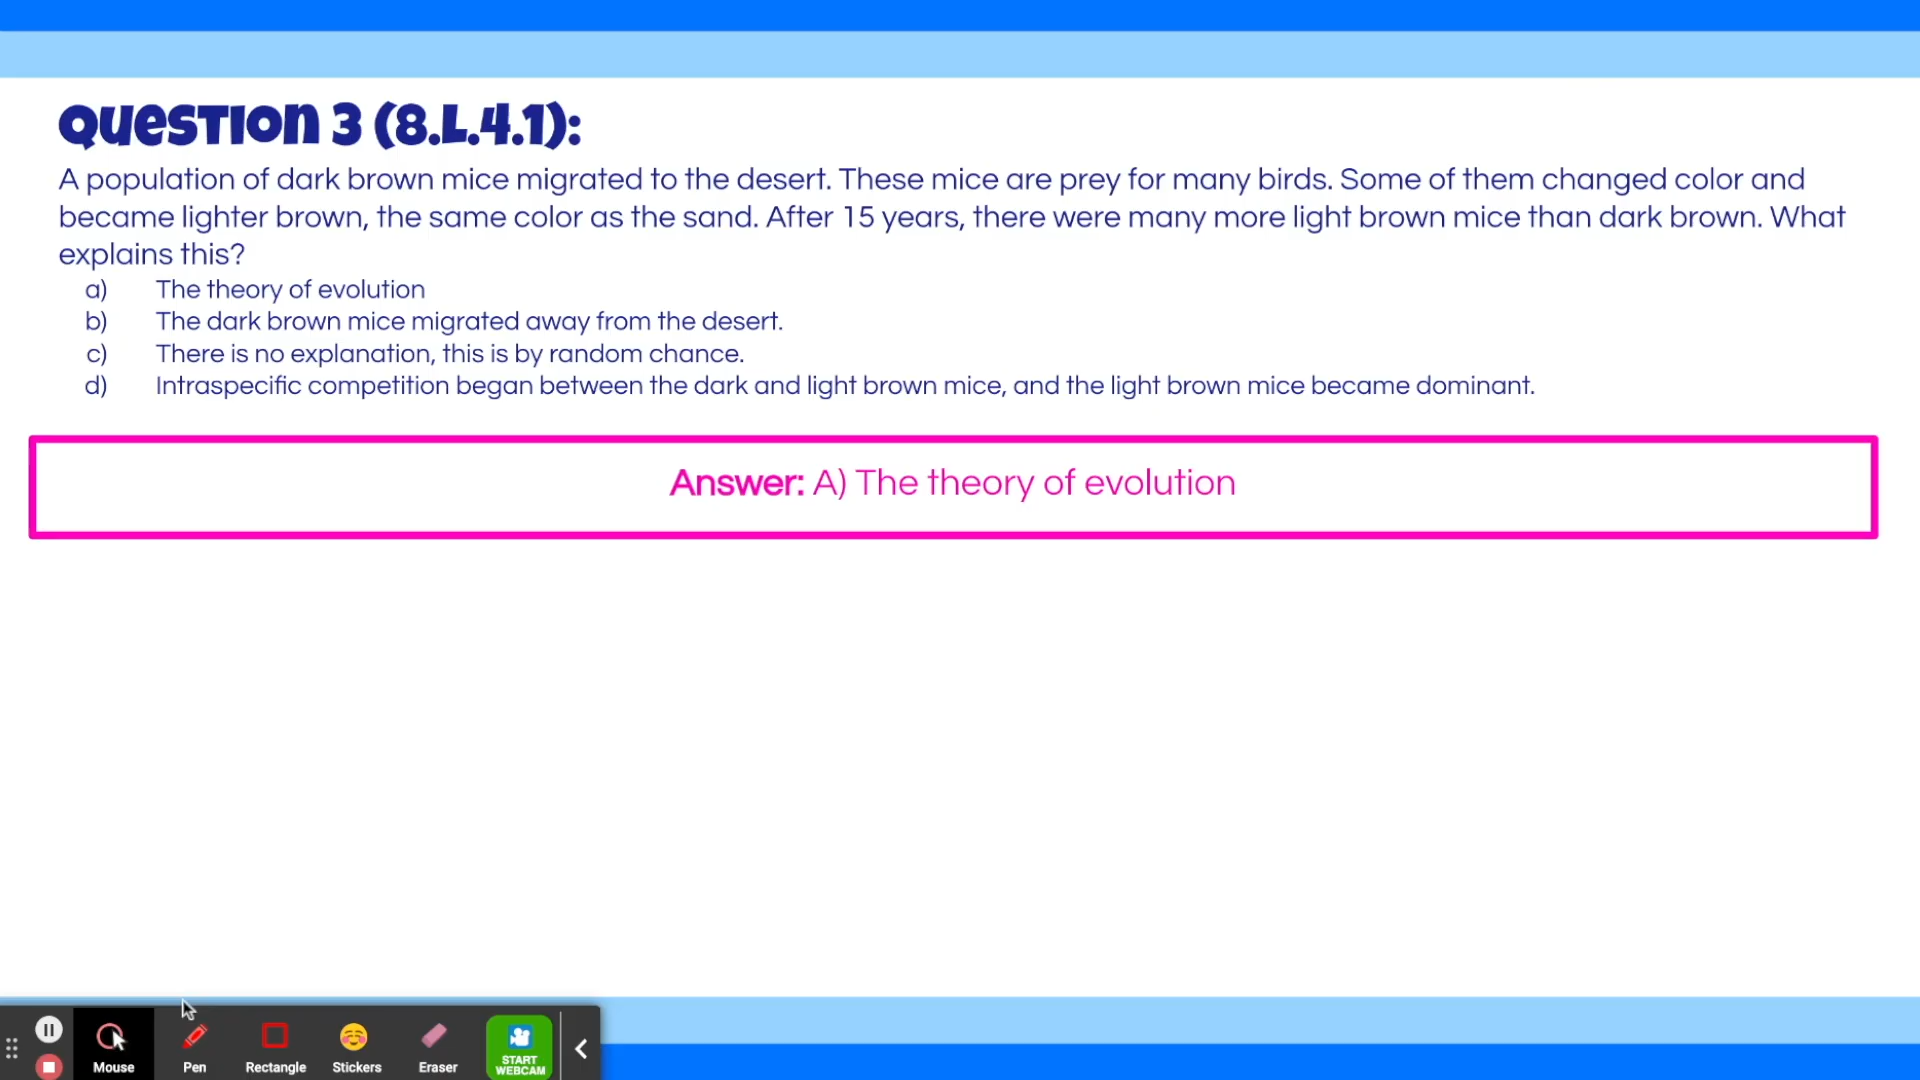 Question 3 (8.L.4.1):
A population of dark brown mice migrated to the desert. These mice are prey for many birds. Some of them changed color and
became lighter brown, the same color as the sand. After 15 years, there were many more light brown mice than dark brown. What
explains this?
a) The theory of evolution
b) The dark brown mice migrated away from the desert.
c) There is no explanation, this is by random chance.
d) Intraspecific competition began between the dark and light brown mice, and the light brown mice became dominant.
Answer: A) The theory of evolution
Mouse Pen Rectangle Stickers Eraser START
WEBCAM